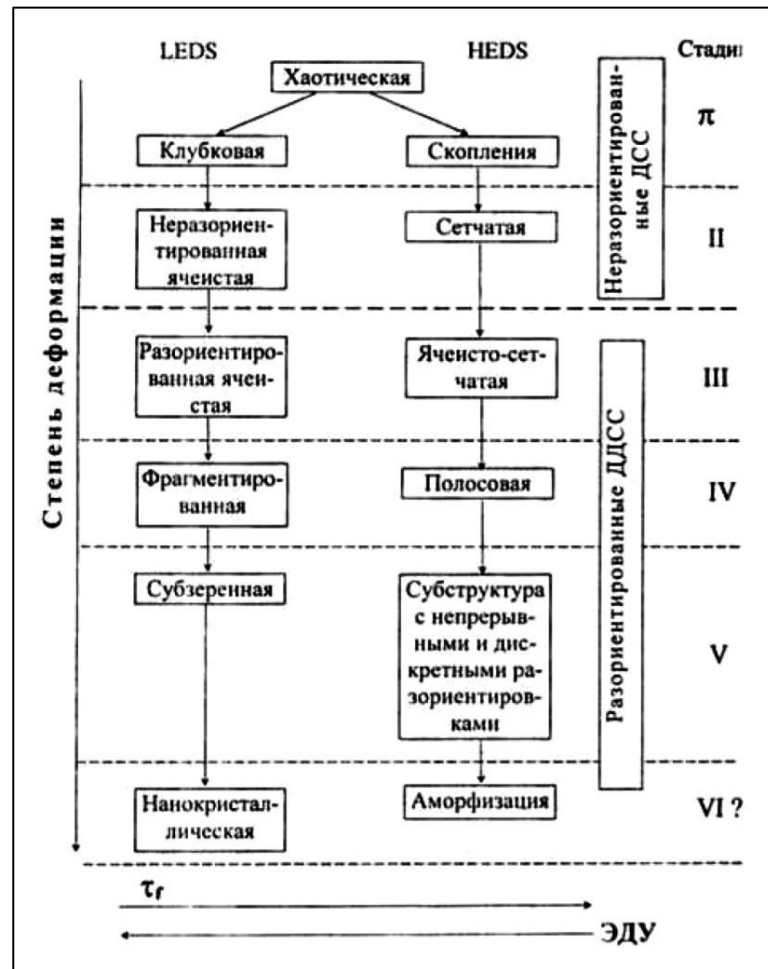 LEDS
HEDS
Стади
Хаотическая
π
Клубковая
Скопления
Неразориен-
тированная
ячеистая
Сетчатая
II
Неразориентирован-
ные ДСС
Разориентиро-
ванная ячеи-
стая
Ячеисто-сет-
чатая
III
Фрагментиро-
ванная
Полосовая
IV
Субзеренная
Субструктура
с непрерыв-
ными и дис-
кретными ра-
зориентиров-
ками
V
Разориентированные ДДСС
Нанокристал-
лическая
Аморфизация
VI ?
Степень деформации
τf
ЭДУ